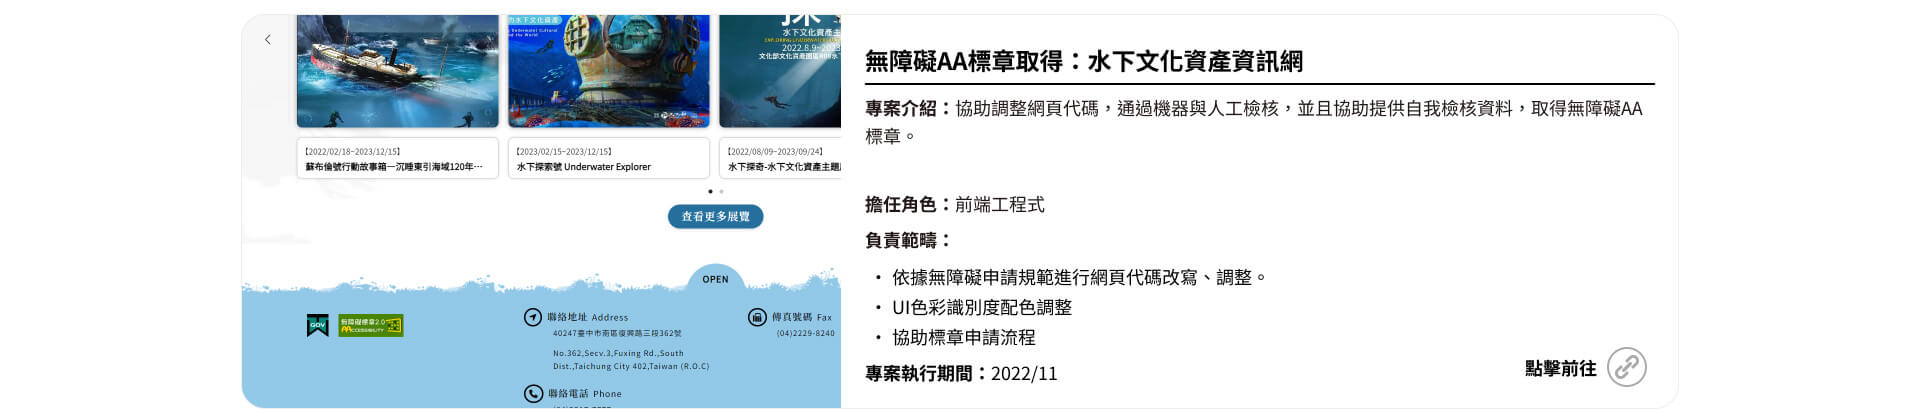 的水下文化資產
Underwater Cultural
and the World
水下文化資產主
2022.8.9-2023
【2022/02/18~2023/12/15】
蘇布倫號行動故事箱—沉睡東引海域120年…
【2023/02/15~2023/12/15】
水下探索號 Underwater Explorer
【2022/08/09~2023/09/24】
水下探奇-水下文化資產主題
查看更多展覽
OPEN
GOV
無障礙標章2.0
ACCESSIBILITY
聯絡地址 Address
40247臺中市南區復興路三段362號
No.362,Secv.3,Fuxing Rd.,South
Dist.,Taichung City 402,Taiwan (R.O.C)
聯絡電話 Phone
傳真號碼 Fax
(04)2229-8240
無障礙AA標章取得：水下文化資產資訊網
專案介紹：協助調整網頁代碼，通過機器與人工檢核，並且協助提供自我檢核資料，取得無障礙AA
標章。
擔任角色：前端工程式
負責範疇：
• 依據無障礙申請規範進行網頁代碼改寫、調整。
• UI色彩識別度配色調整
• 協助標章申請流程
專案執行期間：2022/11
點擊前往